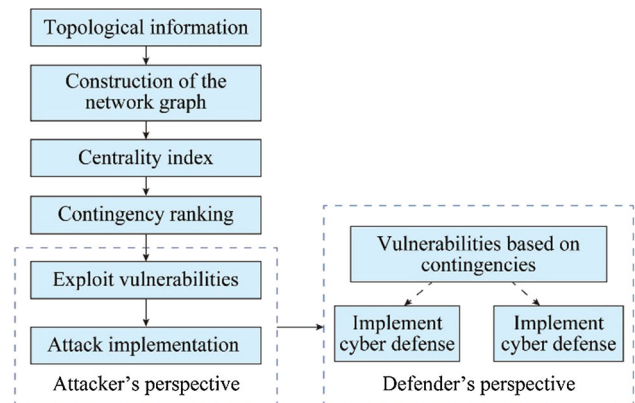 Topological information
Construction of the
network graph
Centrality index
Contingency ranking
Exploit vulnerabilities
Attack implementation
Attacker's perspective
Vulnerabilities based on
contingencies
Implement
cyber defense
Implement
cyber defense
Defender's perspective